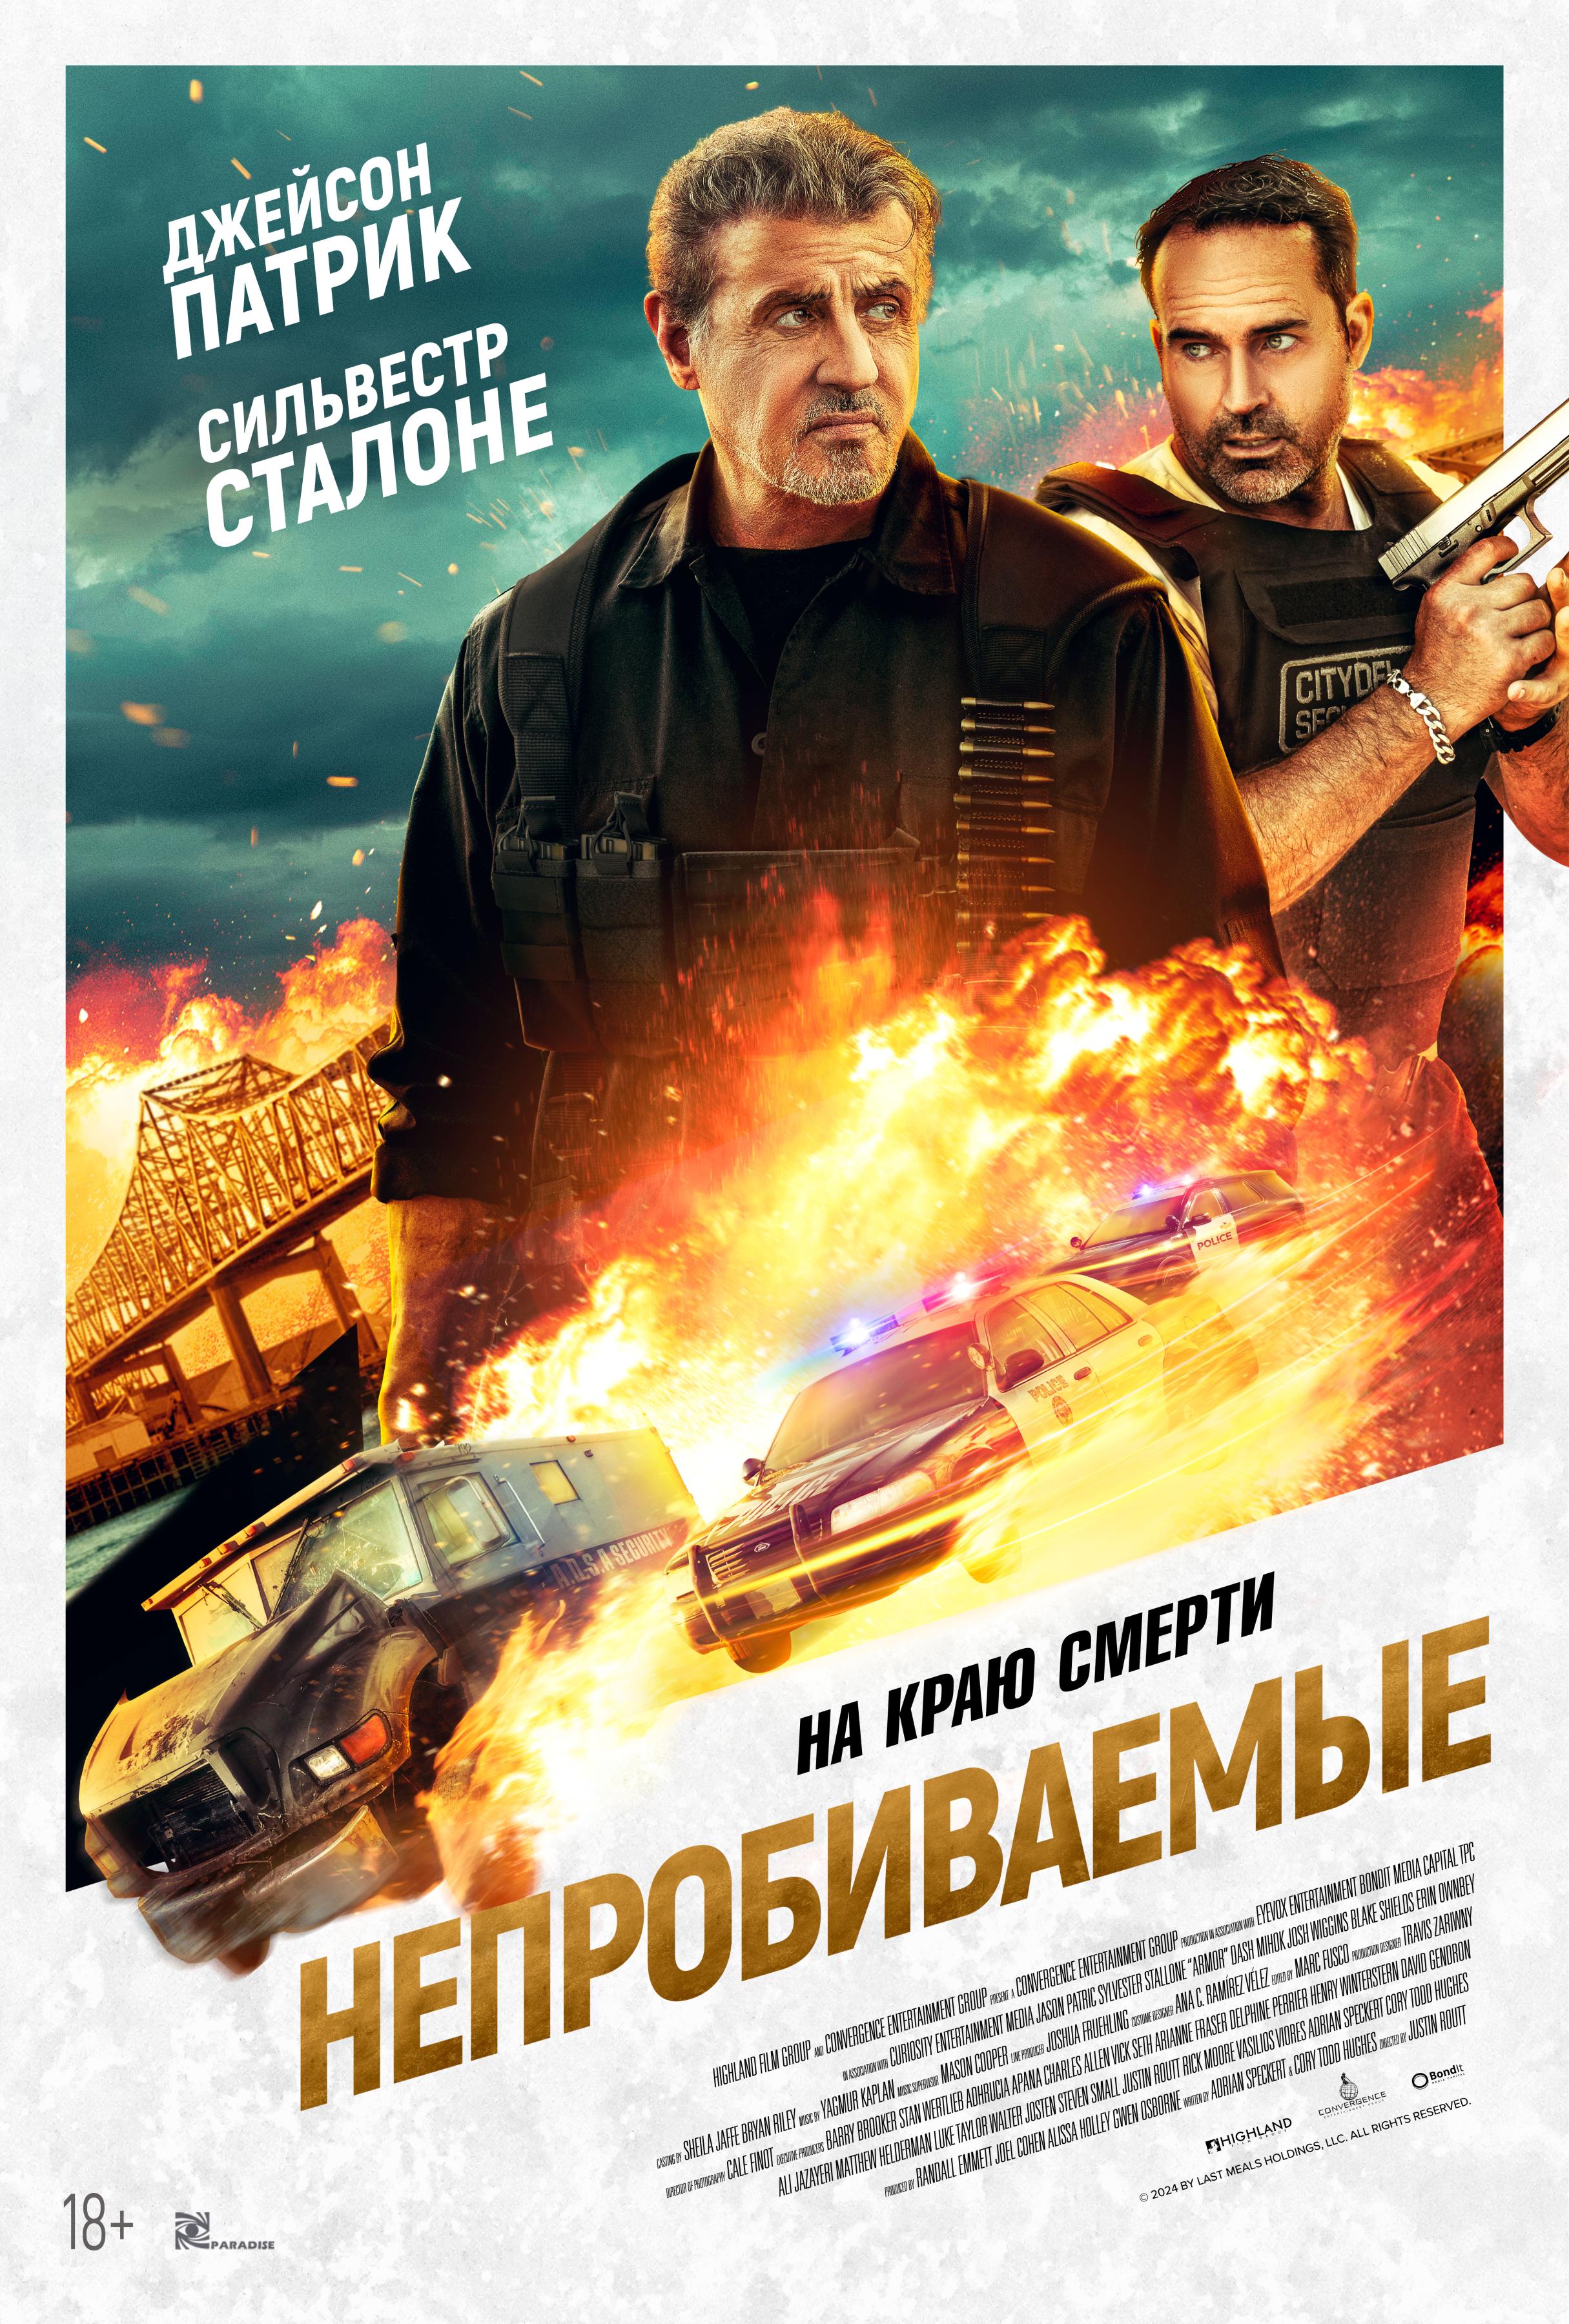 ДЖЕЙСОН
ПАТРИК
СИЛЬВЕСТР
СТАЛОНЕ
CITYDE
POLICE
POLICE
POLICE
SECURITY
НА КРАЮ СМЕРТИ
НЕПРОБИВАЕМЫЕ
HIGHLAND FILM GROUP AND CONVERGENCE ENTERTAINMENT GROUP PRESENT A CONVERGENCE ENTERTAINMENT GROUP PRODUCTION IN ASSOCIATION WITH EYEVOX ENTERTAINMENT BONDIT MEDIA CAPITAL TPC
IN ASSOCIATION WITH CURIOSITY ENTERTAINMENT MEDIA JASON PATRIC SYLVESTER STALLONE "ARMOR" DASH MIHOK JOSH WIGGINS BLAKE SHIELDS ERIN OWNBEY
CASTING BY SHEILA JAFFE BRYAN RILEY MUSIC BY YAGMUR KAPLAN MUSIC SUPERVISOR MASON COOPER LINE PRODUCER JOSHUA FRUEHLING COSTUME DESIGNER ANA C. RAMÍREZ VÉLEZ EDITED BY MARC FUSCO PRODUCTION DESIGNER TRAVIS ZARIWNY
DIRECTOR OF PHOTOGRAPHY CALE FINOT EXECUTIVE PRODUCERS BARRY BROOKER STAN WERTLIEB ADHRUCIA APANA CHARLES ALLEN VICK SETH ARIANNE FRASER DELPHINE PERRIER HENRY WINTERSTERN DAVID GENDRON
ALI JAZAYERI MATTHEW HELDERMAN LUKE TAYLOR WALTER JOSTEN STEVEN SMALL JUSTIN ROUTT RICK MOORE VASILIOS VIORES ADRIAN SPECKERT CORY TODD HUGHES
PRODUCED BY RANDALL EMMETT JOEL COHEN ALISSA HOLLEY GWEN OSBORNE WRITTEN BY ADRIAN SPECKERT & CORY TODD HUGHES DIRECTED BY JUSTIN ROUTT
HIGHLAND
CONVERGENCE
BondIt
© 2024 BY LAST MEALS HOLDINGS, LLC. ALL RIGHTS RESERVED.
18+
PARADISE